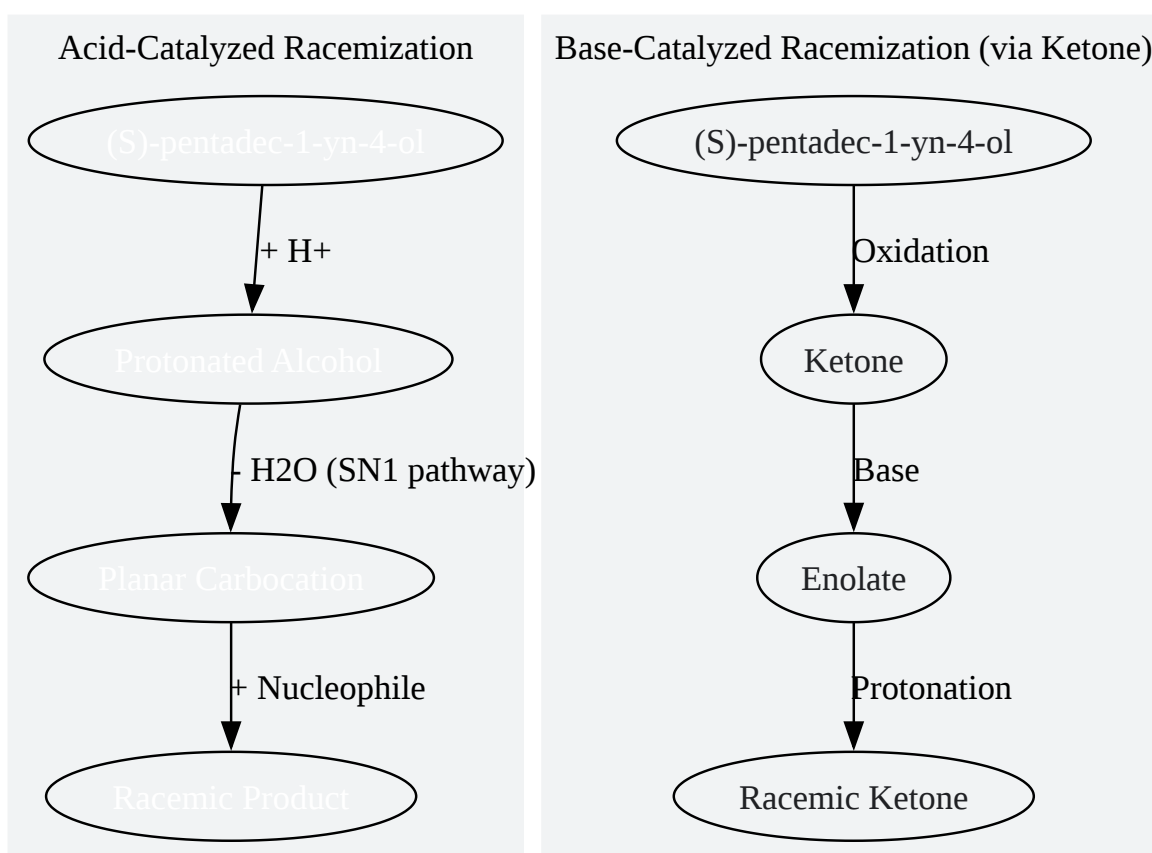 Acid-Catalyzed Racemization
(S)-pentadec-1-yn-4-ol
+ H+
Protonated Alcohol
- H2O (SN1 pathway)
Planar Carbocation
+ Nucleophile
Racemic Product
Base-Catalyzed Racemization (via Ketone)
(S)-pentadec-1-yn-4-ol
Oxidation
Ketone
Base
Enolate
Protonation
Racemic Ketone